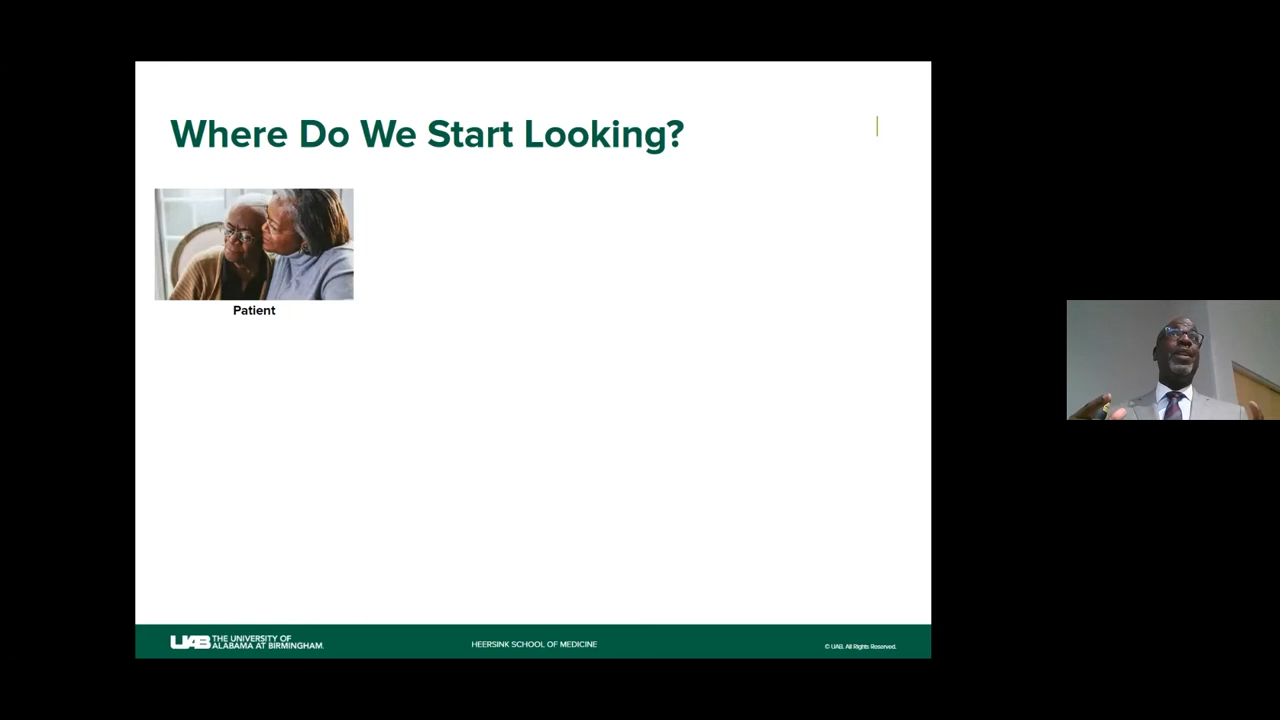 Where Do We Start Looking?
Patient
UAB THE UNIVERSITY OF
ALABAMA AT BIRMINGHAM.
HEERSINK SCHOOL OF MEDICINE
© UAB. All Rights Reserved.